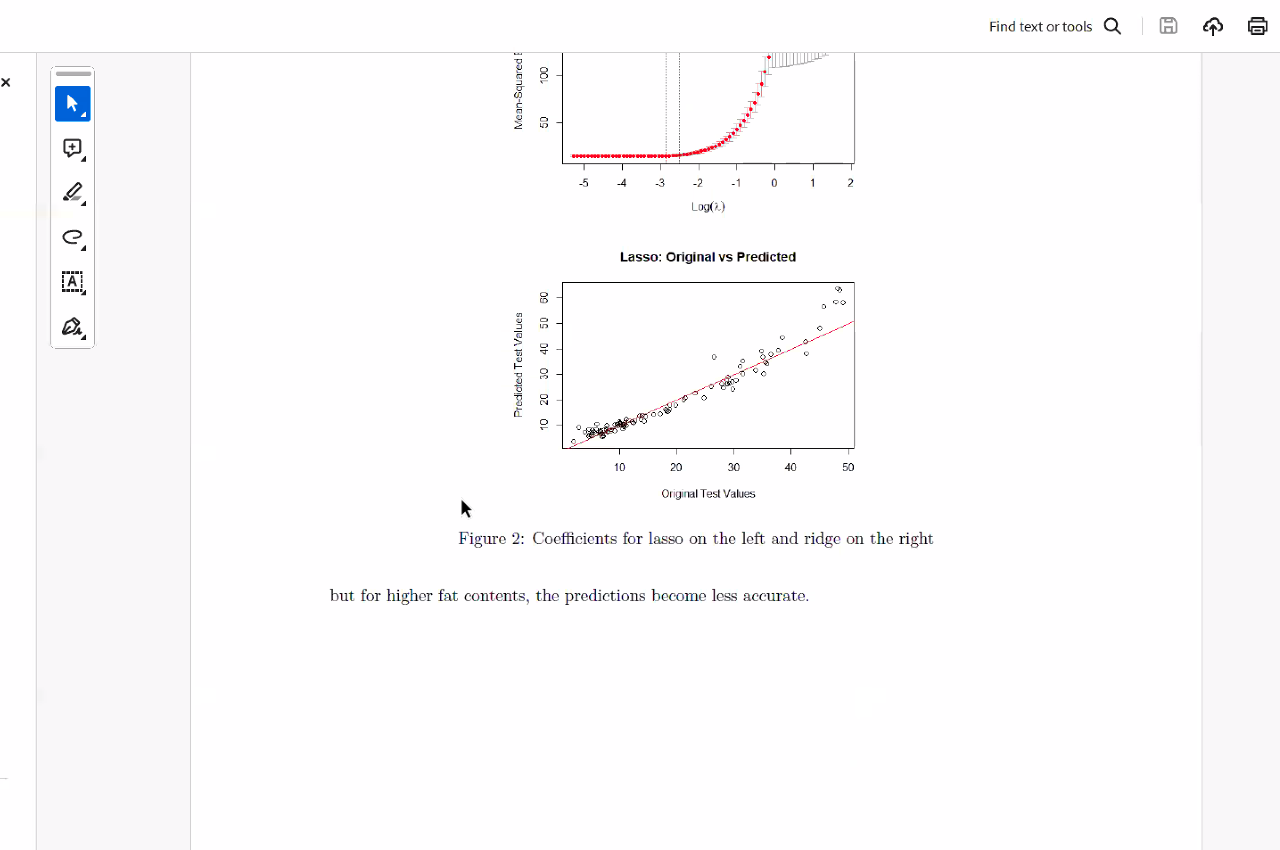 Find text or tools
Mean-Squared
100
50
-5 -4 -3 -2 -1 0 1 2
Log(λ)
Lasso: Original vs Predicted
Predicted Test Values
60
50
40
30
20
10
10 20 30 40 50
Original Test Values
Figure 2: Coefficients for lasso on the left and ridge on the right
but for higher fat contents, the predictions become less accurate.